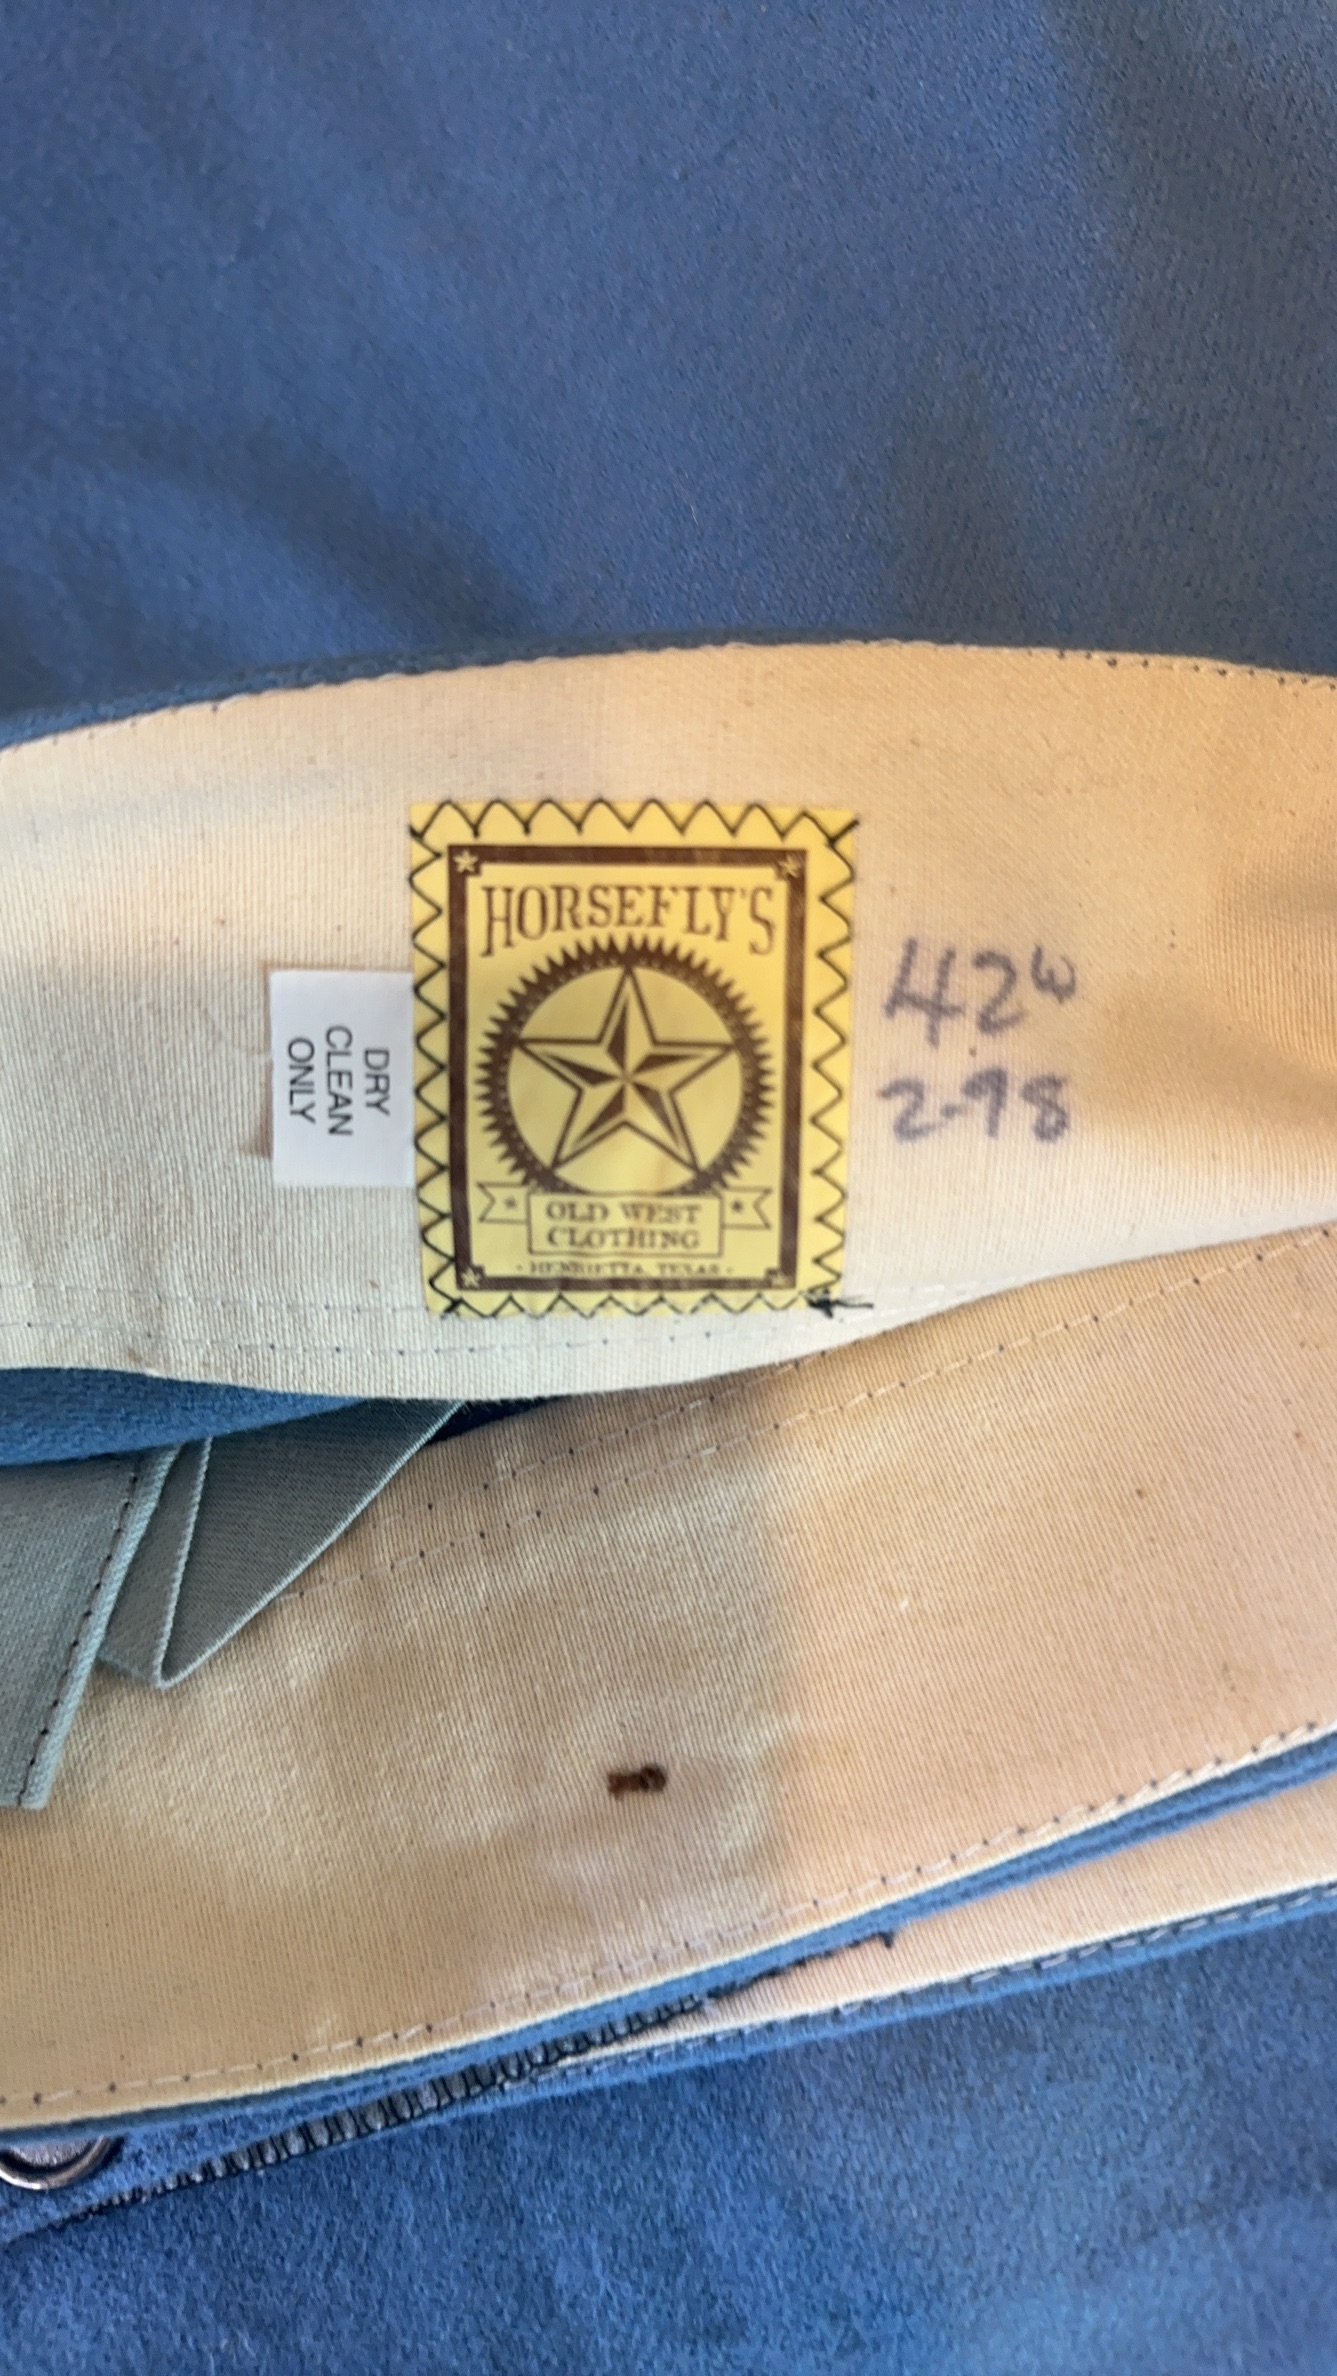 HORSEFLY'S
OLD WEST
CLOTHING
· HENRIETTA, TEXAS ·
DRY
CLEAN
ONLY
42W
2-98